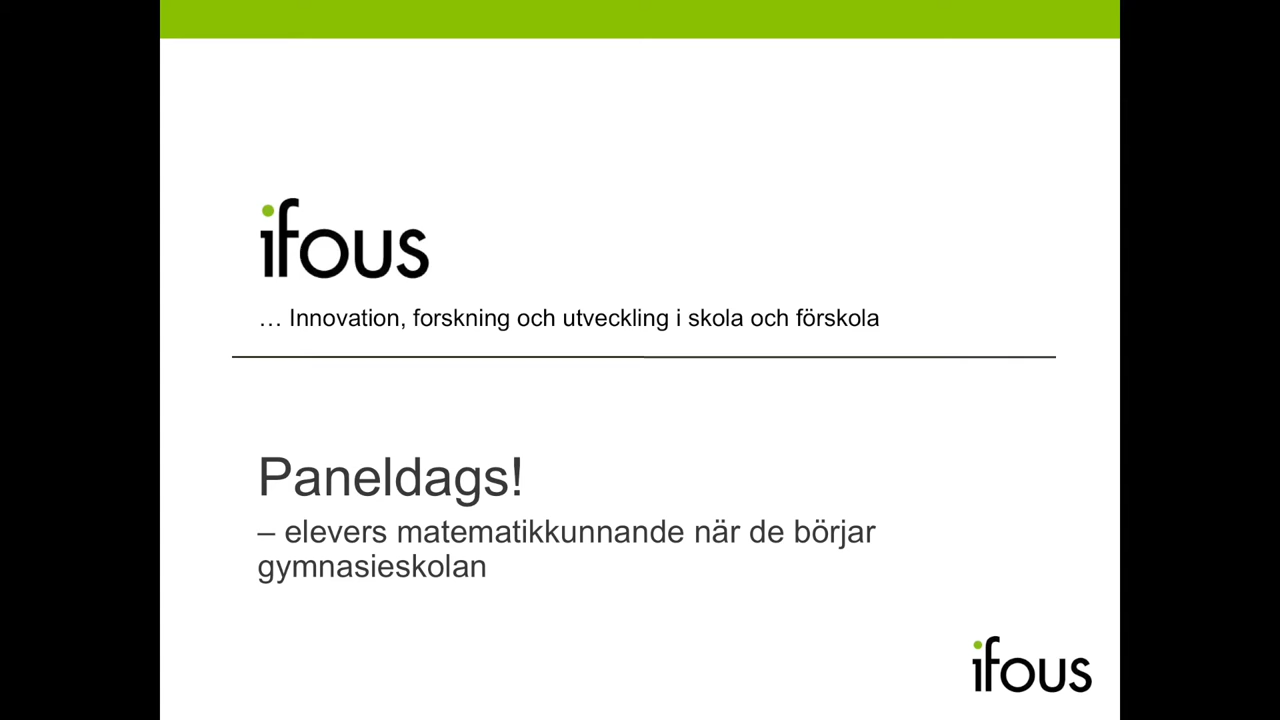 ifous
… Innovation, forskning och utveckling i skola och förskola
Paneldags!
– elevers matematikkunnande när de börjar
gymnasieskolan
ifous